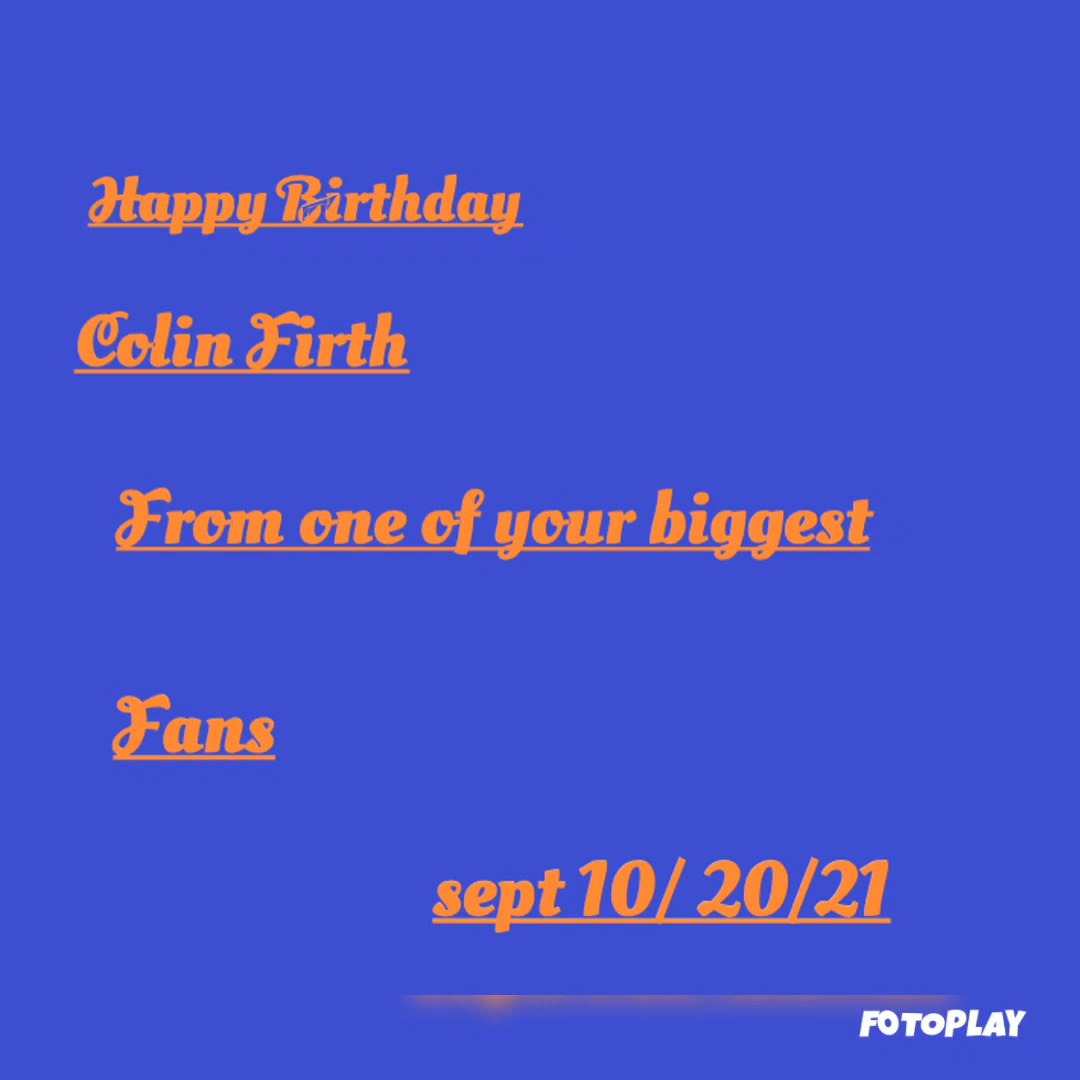 Happy Birthday
Colin Firth
From one of your biggest
Fans
sept 10/ 20/21
FOTOPLAY